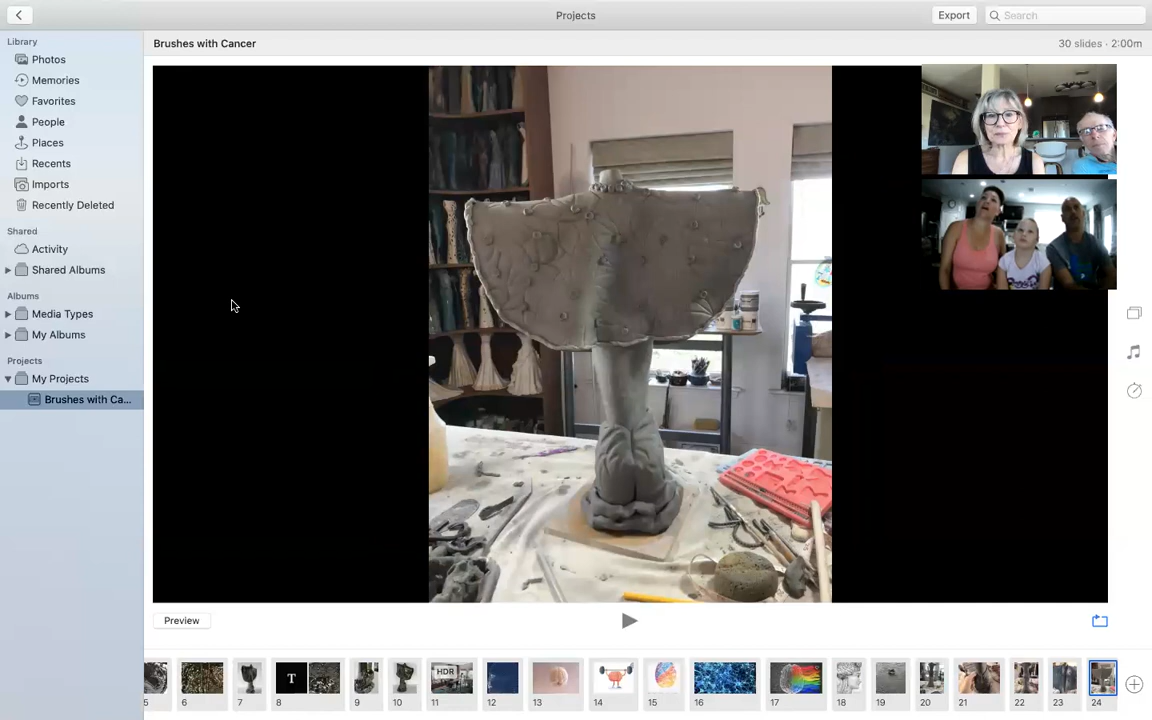 Projects
Export
Search
Library
Photos
Memories
Favorites
People
Places
Recents
Imports
Recently Deleted
Shared
Activity
Shared Albums
Albums
Media Types
My Albums
Projects
My Projects
Brushes with Ca...
Brushes with Cancer
30 slides · 2:00m
Preview
T
HDR
5
6
7
8
9
10
11
12
13
14
15
16
17
18
19
20
21
22
23
24